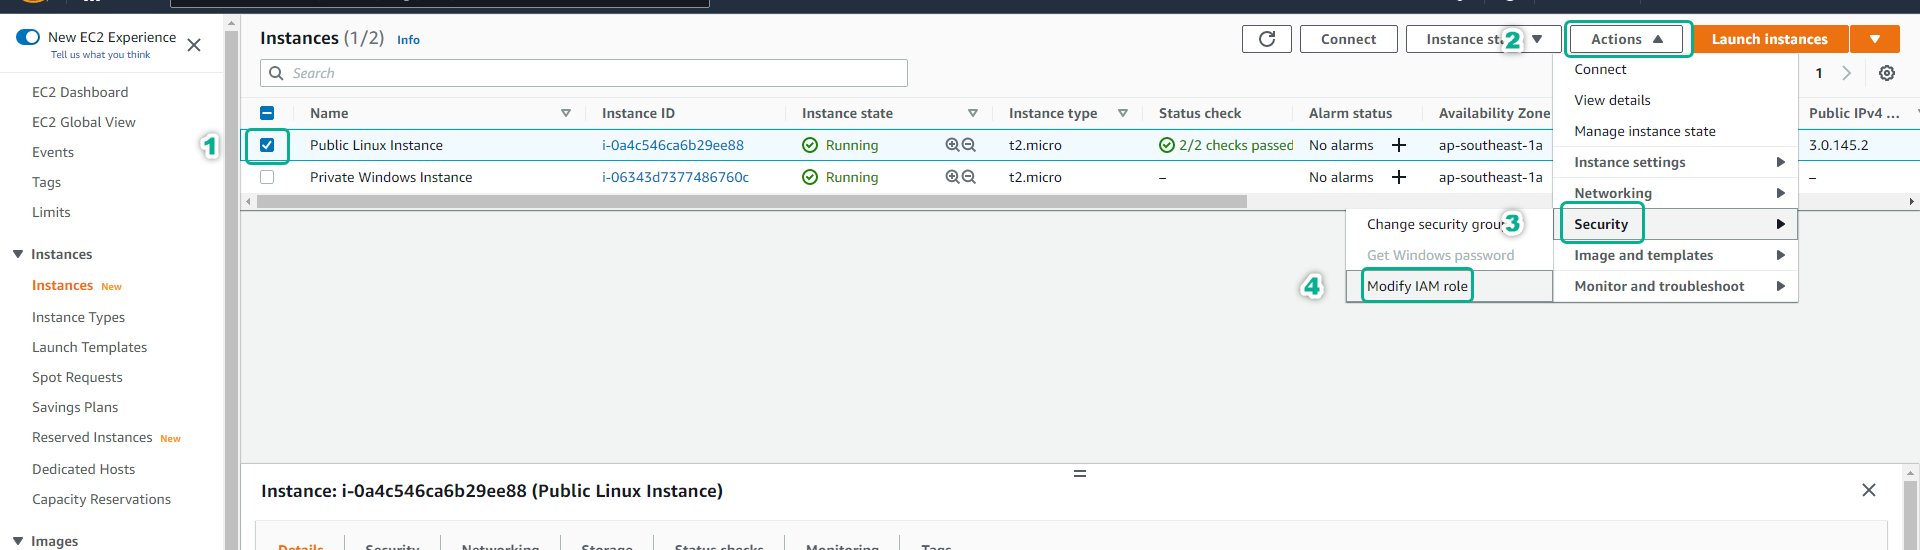 New EC2 Experience
Tell us what you think
EC2 Dashboard
EC2 Global View
Events
Tags
Limits
Instances
Instances New
Instance Types
Launch Templates
Spot Requests
Savings Plans
Reserved Instances New
Dedicated Hosts
Capacity Reservations
Images
Instances (1/2) Info
Connect
Instance 2
Actions
Launch instances
Search
1
Name Instance ID Instance state Instance type Status check Alarm status Availability Zone Public IPv4 ...
1
Public Linux Instance i-0a4c546ca6b29ee88 Running t2.micro 2/2 checks passed No alarms + ap-southeast-1a 3.0.145.2
Private Windows Instance i-06343d7377486760c Running t2.micro – No alarms + ap-southeast-1a –
Connect
View details
Manage instance state
Instance settings
Networking
3
Security
Image and templates
Monitor and troubleshoot
Change security
Get Windows password
4
Modify IAM role
Instance: i-0a4c546ca6b29ee88 (Public Linux Instance)
Details Security Networking Storage Status checks Monitoring Tags